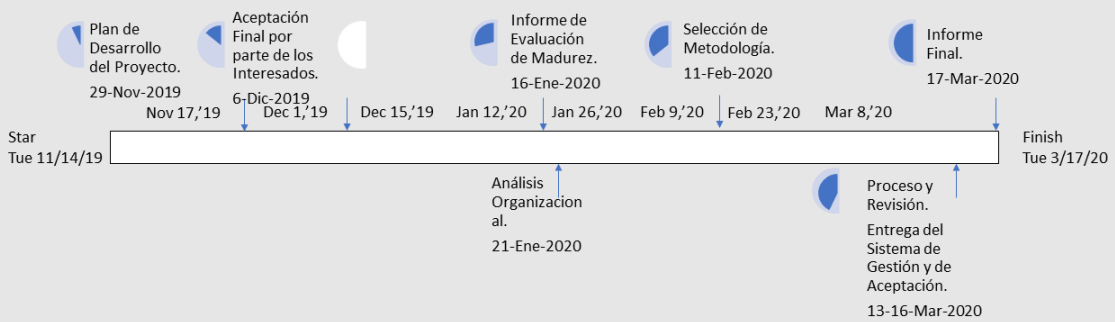 Plan de
Desarrollo
del Proyecto.
29-Nov-2019
Aceptación
Final por
parte de los
Interesados.
6-Dic-2019
Informe de
Evaluación
de Madurez.
16-Ene-2020
Selección de
Metodología.
11-Feb-2020
Informe
Final.
17-Mar-2020
Nov 17,'19
Dec 1,'19
Dec 15,'19
Jan 12,'20
Jan 26,'20
Feb 9,'20
Feb 23,'20
Mar 8,'20
Star
Tue 11/14/19
Finish
Tue 3/17/20
Análisis
Organizacion
al.
21-Ene-2020
Proceso y
Revisión.
Entrega del
Sistema de
Gestión y de
Aceptación.
13-16-Mar-2020